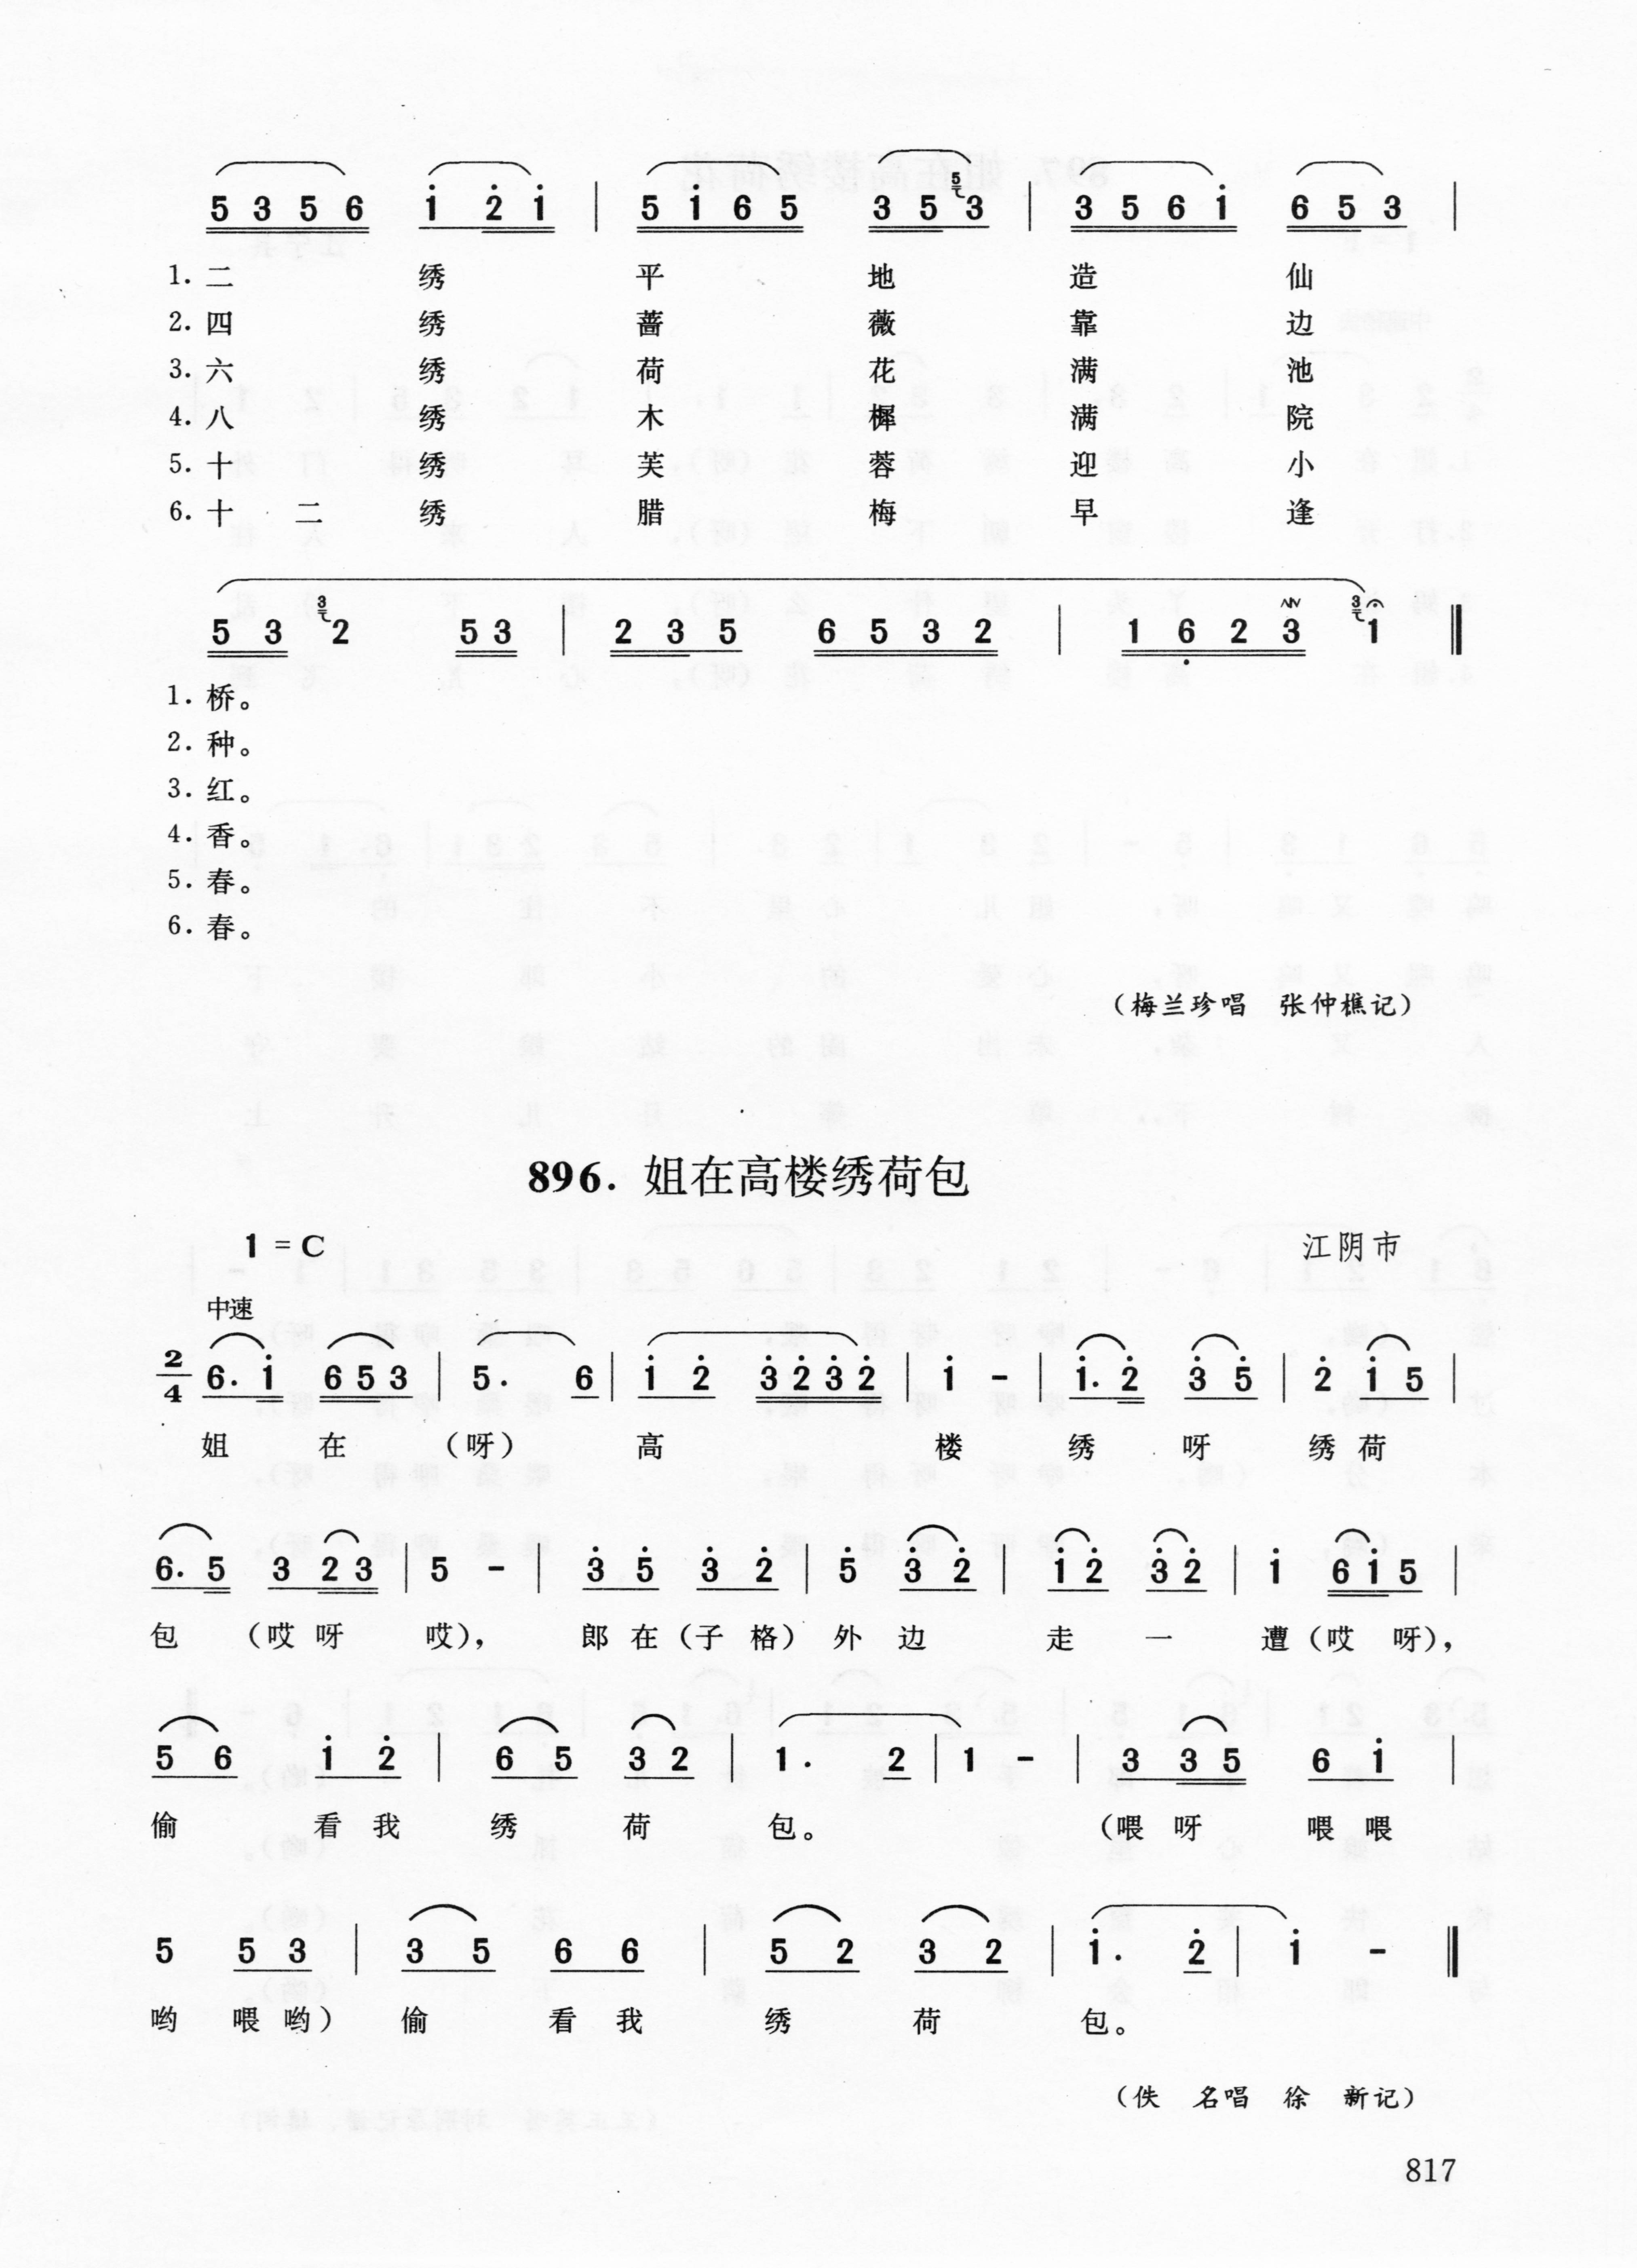 5 3 5 6 i 2̇ i | 5 i 6 5 3 5 ⁵3 | 3 5 6 i 6 5 3 |
1. 二 绣 平 地 造 仙
2. 四 绣 蔷 薇 靠 边
3. 六 绣 荷 花 满 池
4. 八 绣 木 樨 满 院
5. 十 绣 芙 蓉 迎 小
6. 十 二 绣 腊 梅 早 逢
5 3 ³2 5 3 | 2 3 5 6 5 3 2 | 1 6̣ 2 3 ³1 ‖
1. 桥。
2. 种。
3. 红。
4. 香。
5. 春。
6. 春。
(梅兰珍唱 张仲樵记)
896. 姐在高楼绣荷包
1 = C 江阴市
中速
2/4 6. i 6 5 3 | 5. 6 | i 2̇ 3̇ 2̇ 3̇ 2̇ | i - | i. 2̇ 3̇ 5̇ | 2̇ i 5 |
姐 在 (呀) 高 楼 绣 呀 绣 荷
6. 5 3 2 3 | 5 - | 3̇ 5̇ 3̇ 2̇ | 5̇ 3̇ 2̇ | i 2̇ 3̇ 2̇ | i 6 i 5 |
包 (哎 呀 哎), 郎 在 (子 格) 外 边 走 一 遭 (哎 呀),
5 6 i 2̇ | 6 5 3 2 | 1. 2 | 1 - | 3 3 5 6 i |
偷 看 我 绣 荷 包。 (喂 呀 喂 喂
5 5 3 | 3 5 6 6 | 5 2 3 2 | i. 2̇ | i - ‖
哟 喂 哟) 偷 看 我 绣 荷 包。
(佚 名唱 徐 新记)
817